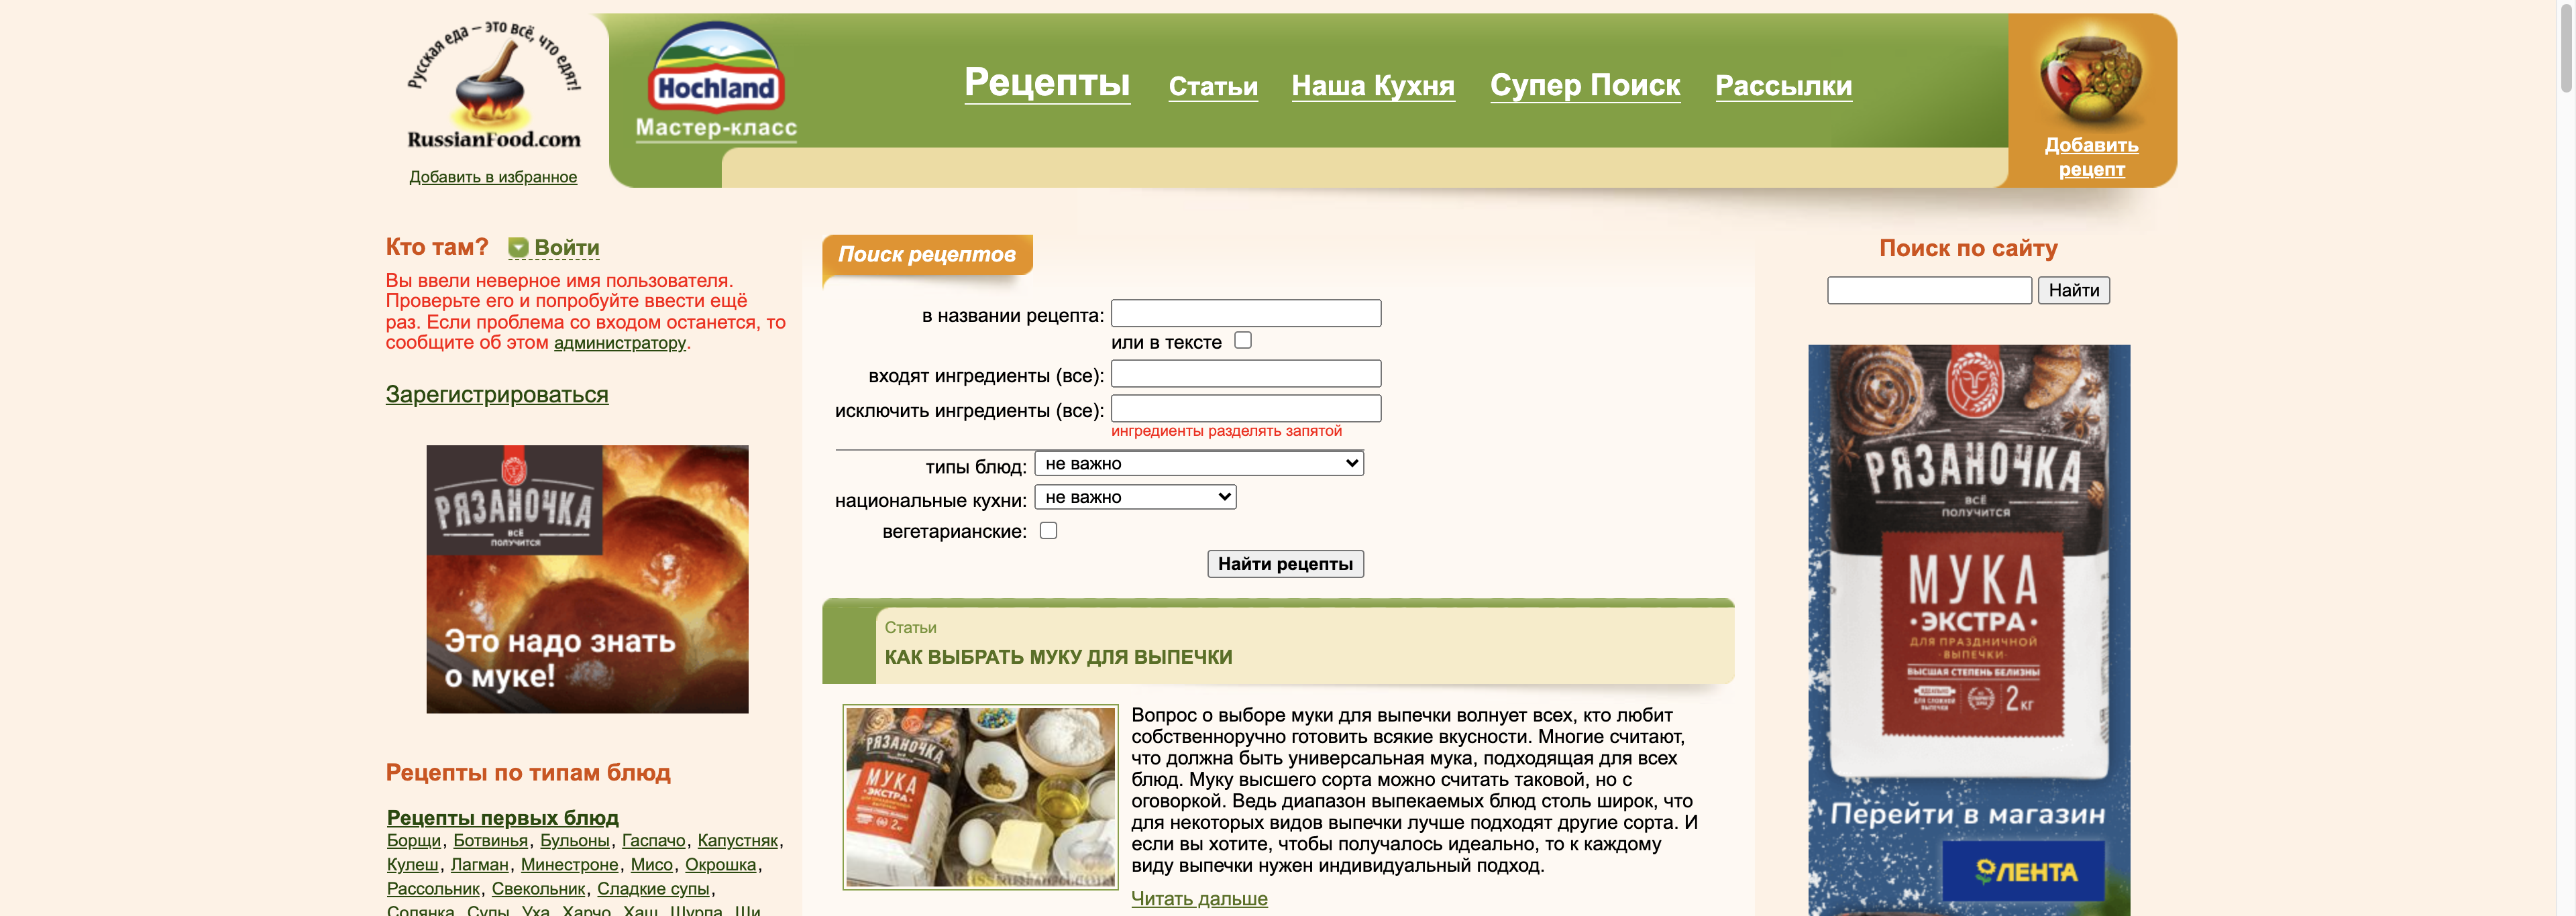 Русская еда – это всё, что едят!
RussianFood.com
Добавить в избранное
Hochland
Мастер-класс
Рецепты
Статьи
Наша Кухня
Супер Поиск
Рассылки
Добавить
рецепт
Кто там?
Войти
Вы ввели неверное имя пользователя.
Проверьте его и попробуйте ввести ещё
раз. Если проблема со входом останется, то
сообщите об этом администратору.
Зарегистрироваться
РЯЗАНОЧКА
ВСЁ
ПОЛУЧИТСЯ
Это надо знать
о муке!
Рецепты по типам блюд
Рецепты первых блюд
Борщи, Ботвинья, Бульоны, Гаспачо, Капустняк,
Кулеш, Лагман, Минестроне, Мисо, Окрошка,
Рассольник, Свекольник, Сладкие супы,
Солянка, Супы, Уха, Харчо, Хаш, Шурпа, Щи,
Поиск рецептов
в названии рецепта:
или в тексте
входят ингредиенты (все):
исключить ингредиенты (все):
ингредиенты разделять запятой
типы блюд: не важно
национальные кухни: не важно
вегетарианские:
Найти рецепты
Статьи
КАК ВЫБРАТЬ МУКУ ДЛЯ ВЫПЕЧКИ
РЯЗАНОЧКА
МУКА
ЭКСТРА
2кг
RussianFood.com
Вопрос о выборе муки для выпечки волнует всех, кто любит
собственноручно готовить всякие вкусности. Многие считают,
что должна быть универсальная мука, подходящая для всех
блюд. Муку высшего сорта можно считать таковой, но с
оговоркой. Ведь диапазон выпекаемых блюд столь широк, что
для некоторых видов выпечки лучше подходят другие сорта. И
если вы хотите, чтобы получалось идеально, то к каждому
виду выпечки нужен индивидуальный подход.
Читать дальше
Поиск по сайту
Найти
РЯЗАНОЧКА
ВСЁ
ПОЛУЧИТСЯ
МУКА
• ЭКСТРА •
ДЛЯ ПРАЗДНИЧНОЙ
• ВЫПЕЧКИ •
ВЫСШАЯ СТЕПЕНЬ БЕЛИЗНЫ
2кг
Перейти в магазин
ЛЕНТА